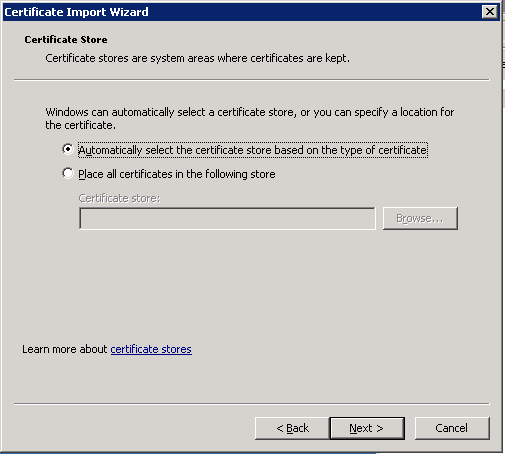 Certificate Import Wizard
Certificate Store
Certificate stores are system areas where certificates are kept.
Windows can automatically select a certificate store, or you can specify a location for
the certificate.
Automatically select the certificate store based on the type of certificate
Place all certificates in the following store
Certificate store:
Browse...
Learn more about certificate stores
< Back
Next >
Cancel